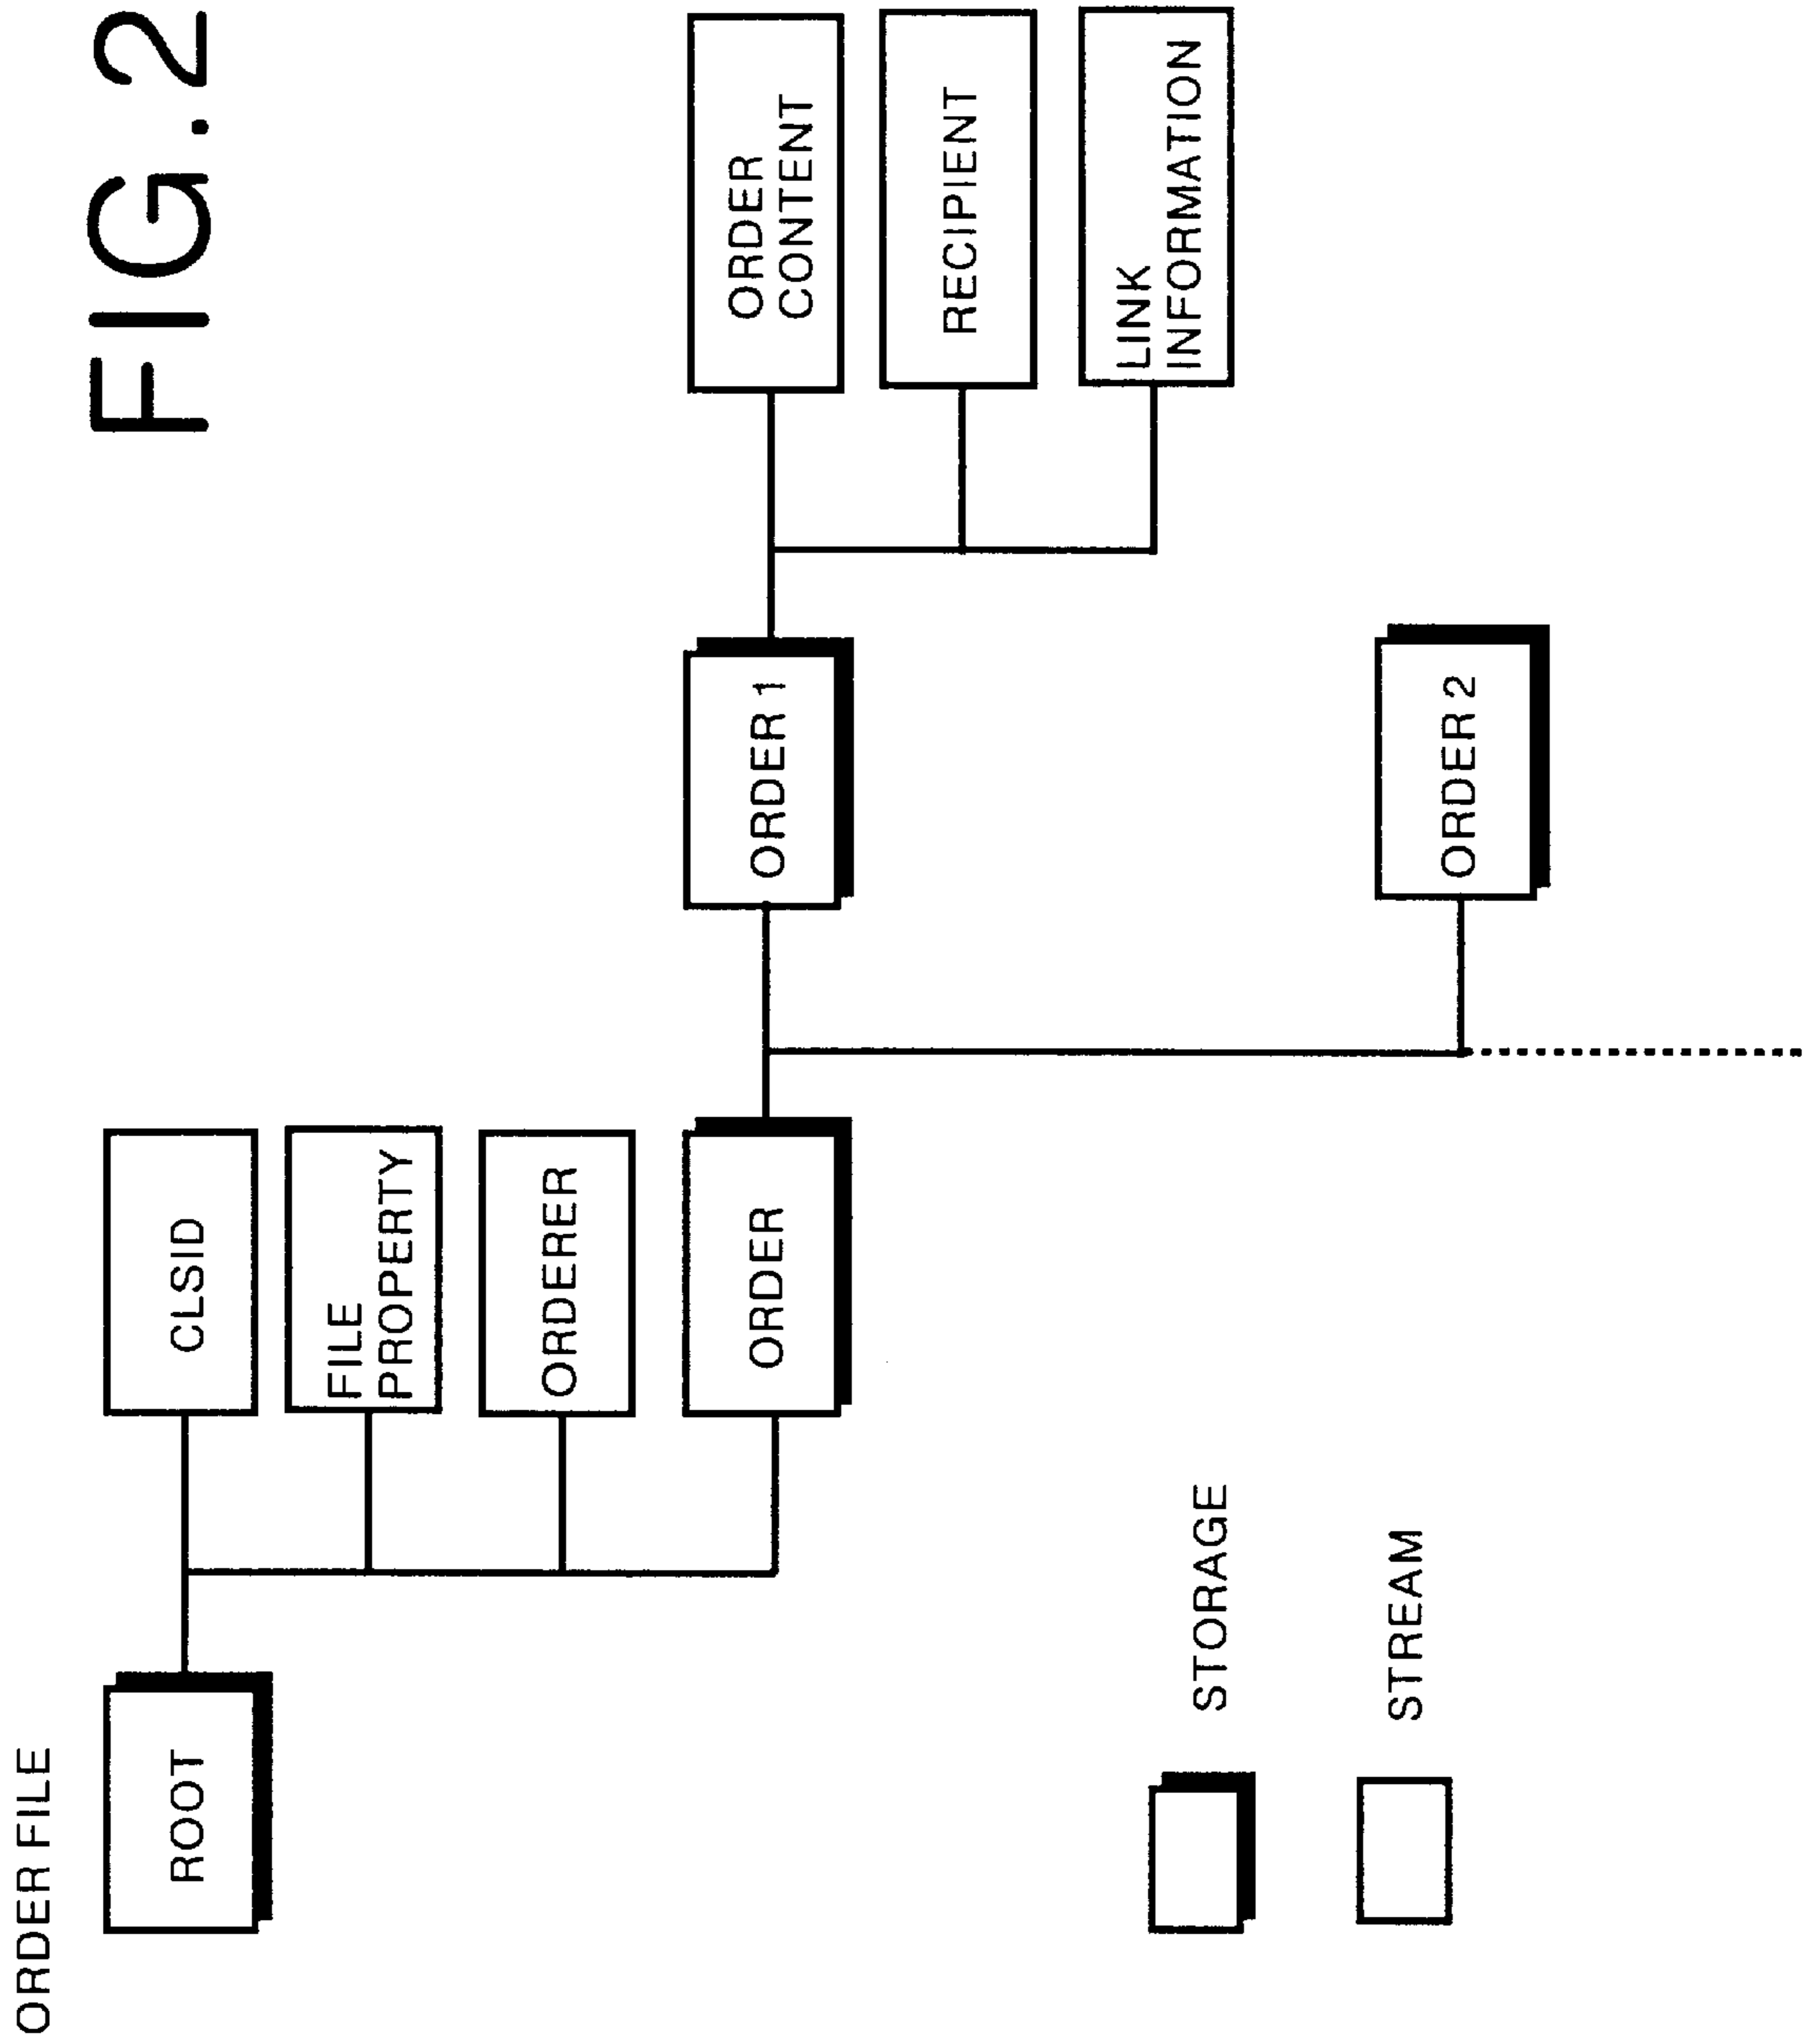 FIG.2
ORDER FILE
ROOT
CLSID
FILE
PROPERTY
ORDERER
ORDER
ORDER 1
ORDER
CONTENT
RECIPIENT
LINK
INFORMATION
ORDER 2
STORAGE
STREAM